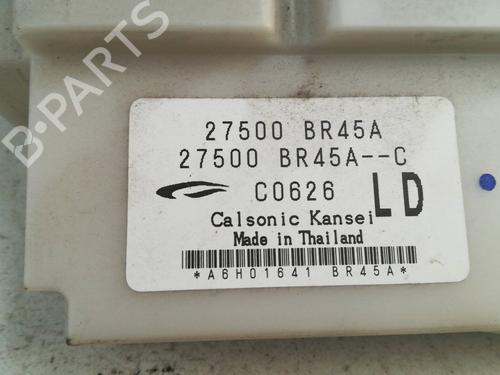 B-PARTS
27500 BR45A
27500 BR45A--C
C0626 LD
Calsonic Kansei
Made in Thailand
*A6H01641 BR45A*